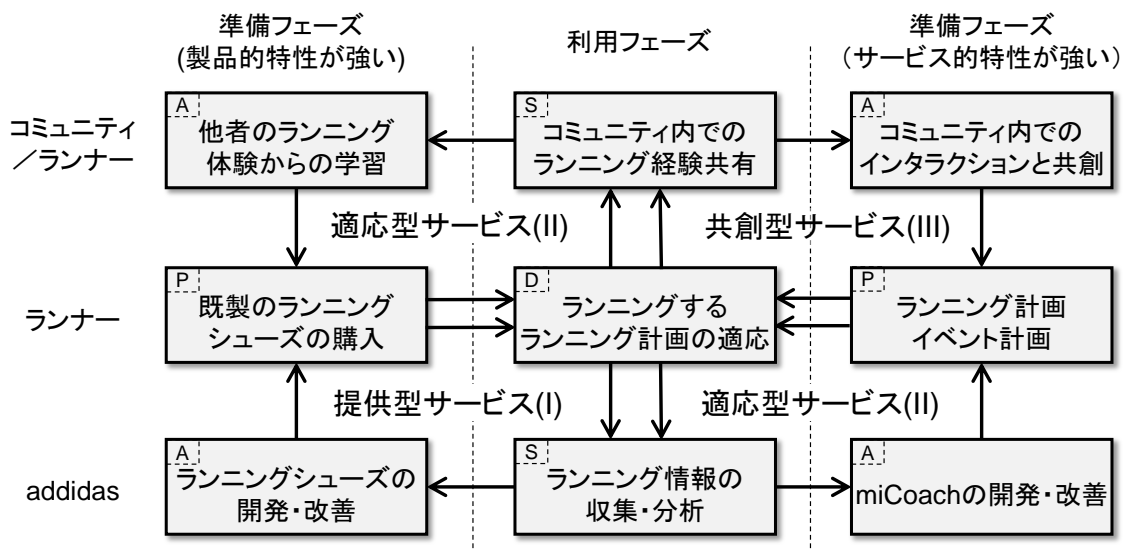 準備フェーズ
(製品的特性が強い)
利用フェーズ
準備フェーズ
（サービス的特性が強い）
コミュニティ
／ランナー
A
他者のランニング
体験からの学習
S
コミュニティ内での
ランニング経験共有
A
コミュニティ内での
インタラクションと共創
適応型サービス(II)
共創型サービス(III)
ランナー
P
既製のランニング
シューズの購入
D
ランニングする
ランニング計画の適応
P
ランニング計画
イベント計画
提供型サービス(I)
適応型サービス(II)
addidas
A
ランニングシューズの
開発・改善
S
ランニング情報の
収集・分析
A
miCoachの開発・改善